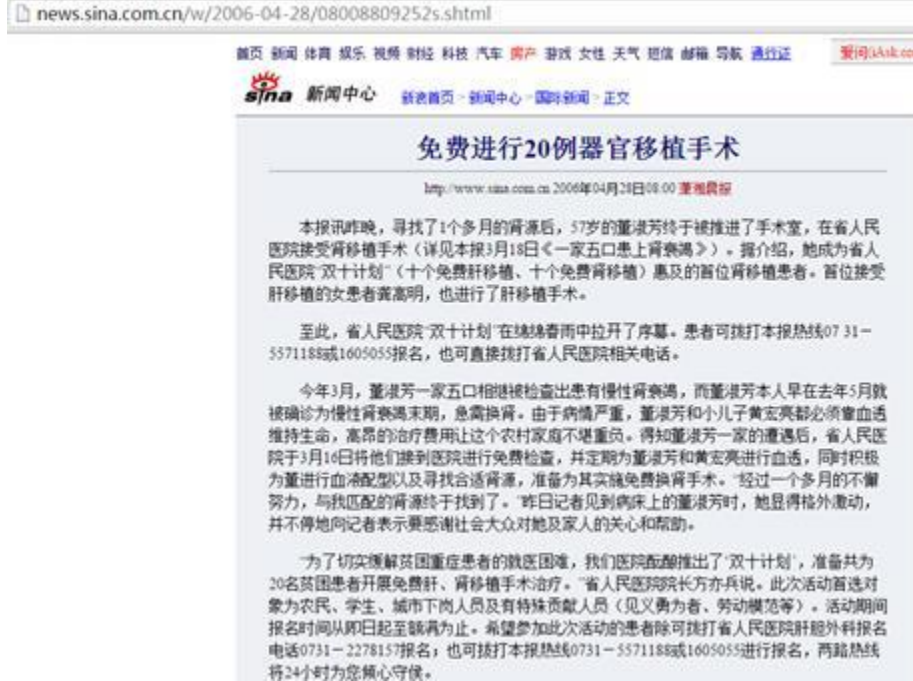 news.sina.com.cn/w/2006-04-28/08008809252s.shtml
首页 新闻 体育 娱乐 视频 财经 科技 汽车 房产 游戏 女性 天气 短信 邮箱 导航 通行证
爱问(iAsk.co
sina 新闻中心 新浪首页 > 新闻中心 > 国际新闻 > 正文
免费进行20例器官移植手术
http://www.sina.com.cn 2006年04月28日08:00 潇湘晨报
本报讯昨晚，寻找了1个多月的肾源后，57岁的董淑芳终于被推进了手术室，在省人民
医院接受肾移植手术（详见本报3月18日《一家五口患上肾衰竭》）。据介绍，她成为省人
民医院“双十计划”（十个免费肝移植、十个免费肾移植）惠及的首位肾移植患者。首位接受
肝移植的女患者龚高明，也进行了肝移植手术。
至此，省人民医院“双十计划”在绵绵春雨中拉开了序幕。患者可拨打本报热线07 31－
5571188或1605055报名，也可直接拨打省人民医院相关电话。
今年3月，董淑芳一家五口相继被检查出患有慢性肾衰竭，而董淑芳本人早在去年5月就
被确诊为慢性肾衰竭末期，急需换肾。由于病情严重，董淑芳和小儿子黄宏亮都必须靠血透
维持生命，高昂的治疗费用让这个农村家庭不堪重负。得知董淑芳一家的遭遇后，省人民医
院于3月16日将他们接到医院进行免费检查，并定期为董淑芳和黄宏亮进行血透，同时积极
为董进行血液配型以及寻找合适肾源，准备为其实施免费换肾手术。“经过一个多月的不懈
努力，与我匹配的肾源终于找到了。”昨日记者见到病床上的董淑芳时，她显得格外激动，
并不停地向记者表示要感谢社会大众对她及家人的关心和帮助。
“为了切实缓解贫困重症患者的就医困难，我们医院酝酿推出了‘双十计划’，准备共为
20名贫困患者开展免费肝、肾移植手术治疗。”省人民医院院长方亦兵说。此次活动首选对
象为农民、学生、城市下岗人员及有特殊贡献人员（见义勇为者、劳动模范等）。活动期间
报名时间从即日起至额满为止。希望参加此次活动的患者除可拨打省人民医院肝胆外科报名
电话0731－2278157报名；也可拨打本报热线0731－5571188或1605055进行报名，两路热线
将24小时为您倾心守侯。